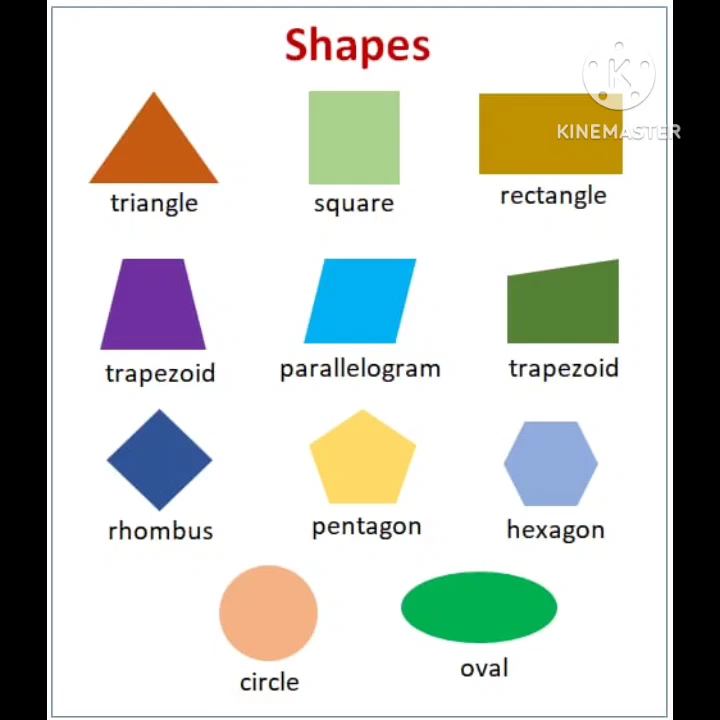 Shapes
K
KINEMASTER
triangle
square
rectangle
trapezoid
parallelogram
trapezoid
rhombus
pentagon
hexagon
circle
oval